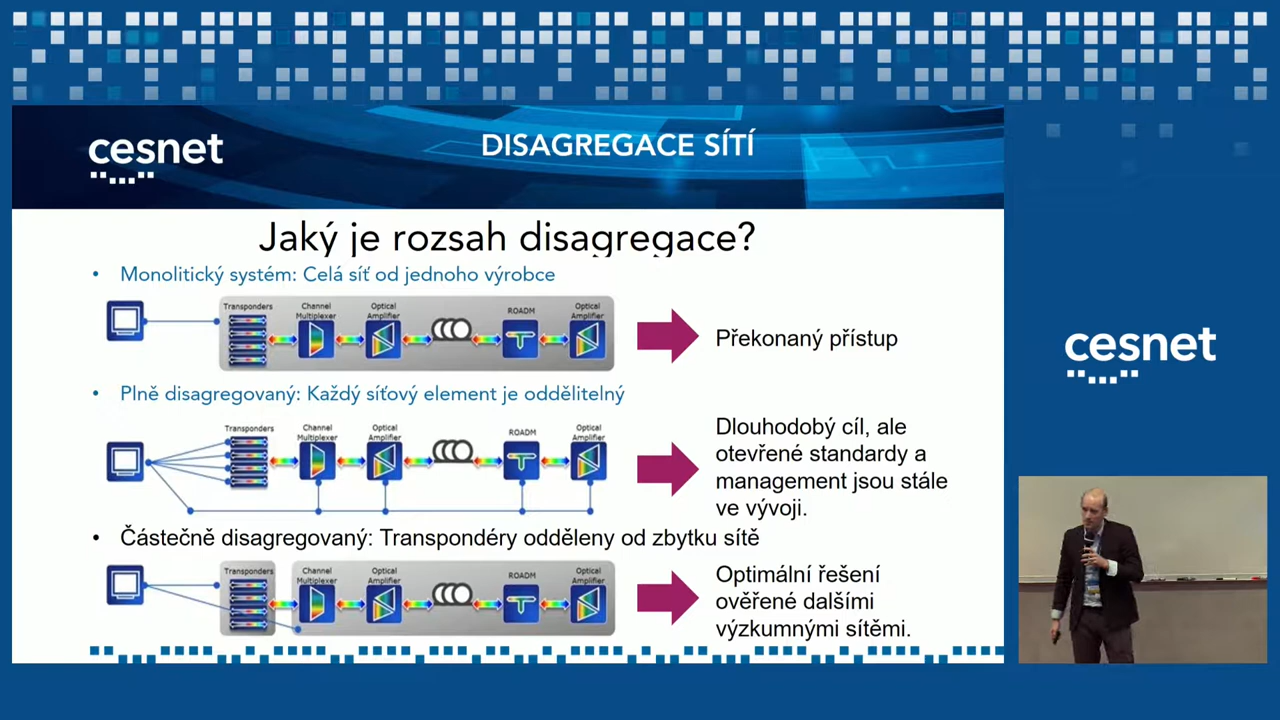 cesnet
DISAGREGACE SÍTÍ
Jaký je rozsah disagregace?
• Monolitický systém: Celá síť od jednoho výrobce
Transponders
Channel
Multiplexer
Optical
Amplifier
ROADM
Optical
Amplifier
Překonaný přístup
• Plně disagregovaný: Každý síťový element je oddělitelný
Transponders
Channel
Multiplexer
Optical
Amplifier
ROADM
Optical
Amplifier
Dlouhodobý cíl, ale
otevřené standardy a
management jsou stále
ve vývoji.
• Částečně disagregovaný: Transpondéry odděleny od zbytku sítě
Transponders
Channel
Multiplexer
Optical
Amplifier
ROADM
Optical
Amplifier
Optimální řešení
ověřené dalšími
výzkumnými sítěmi.
cesnet